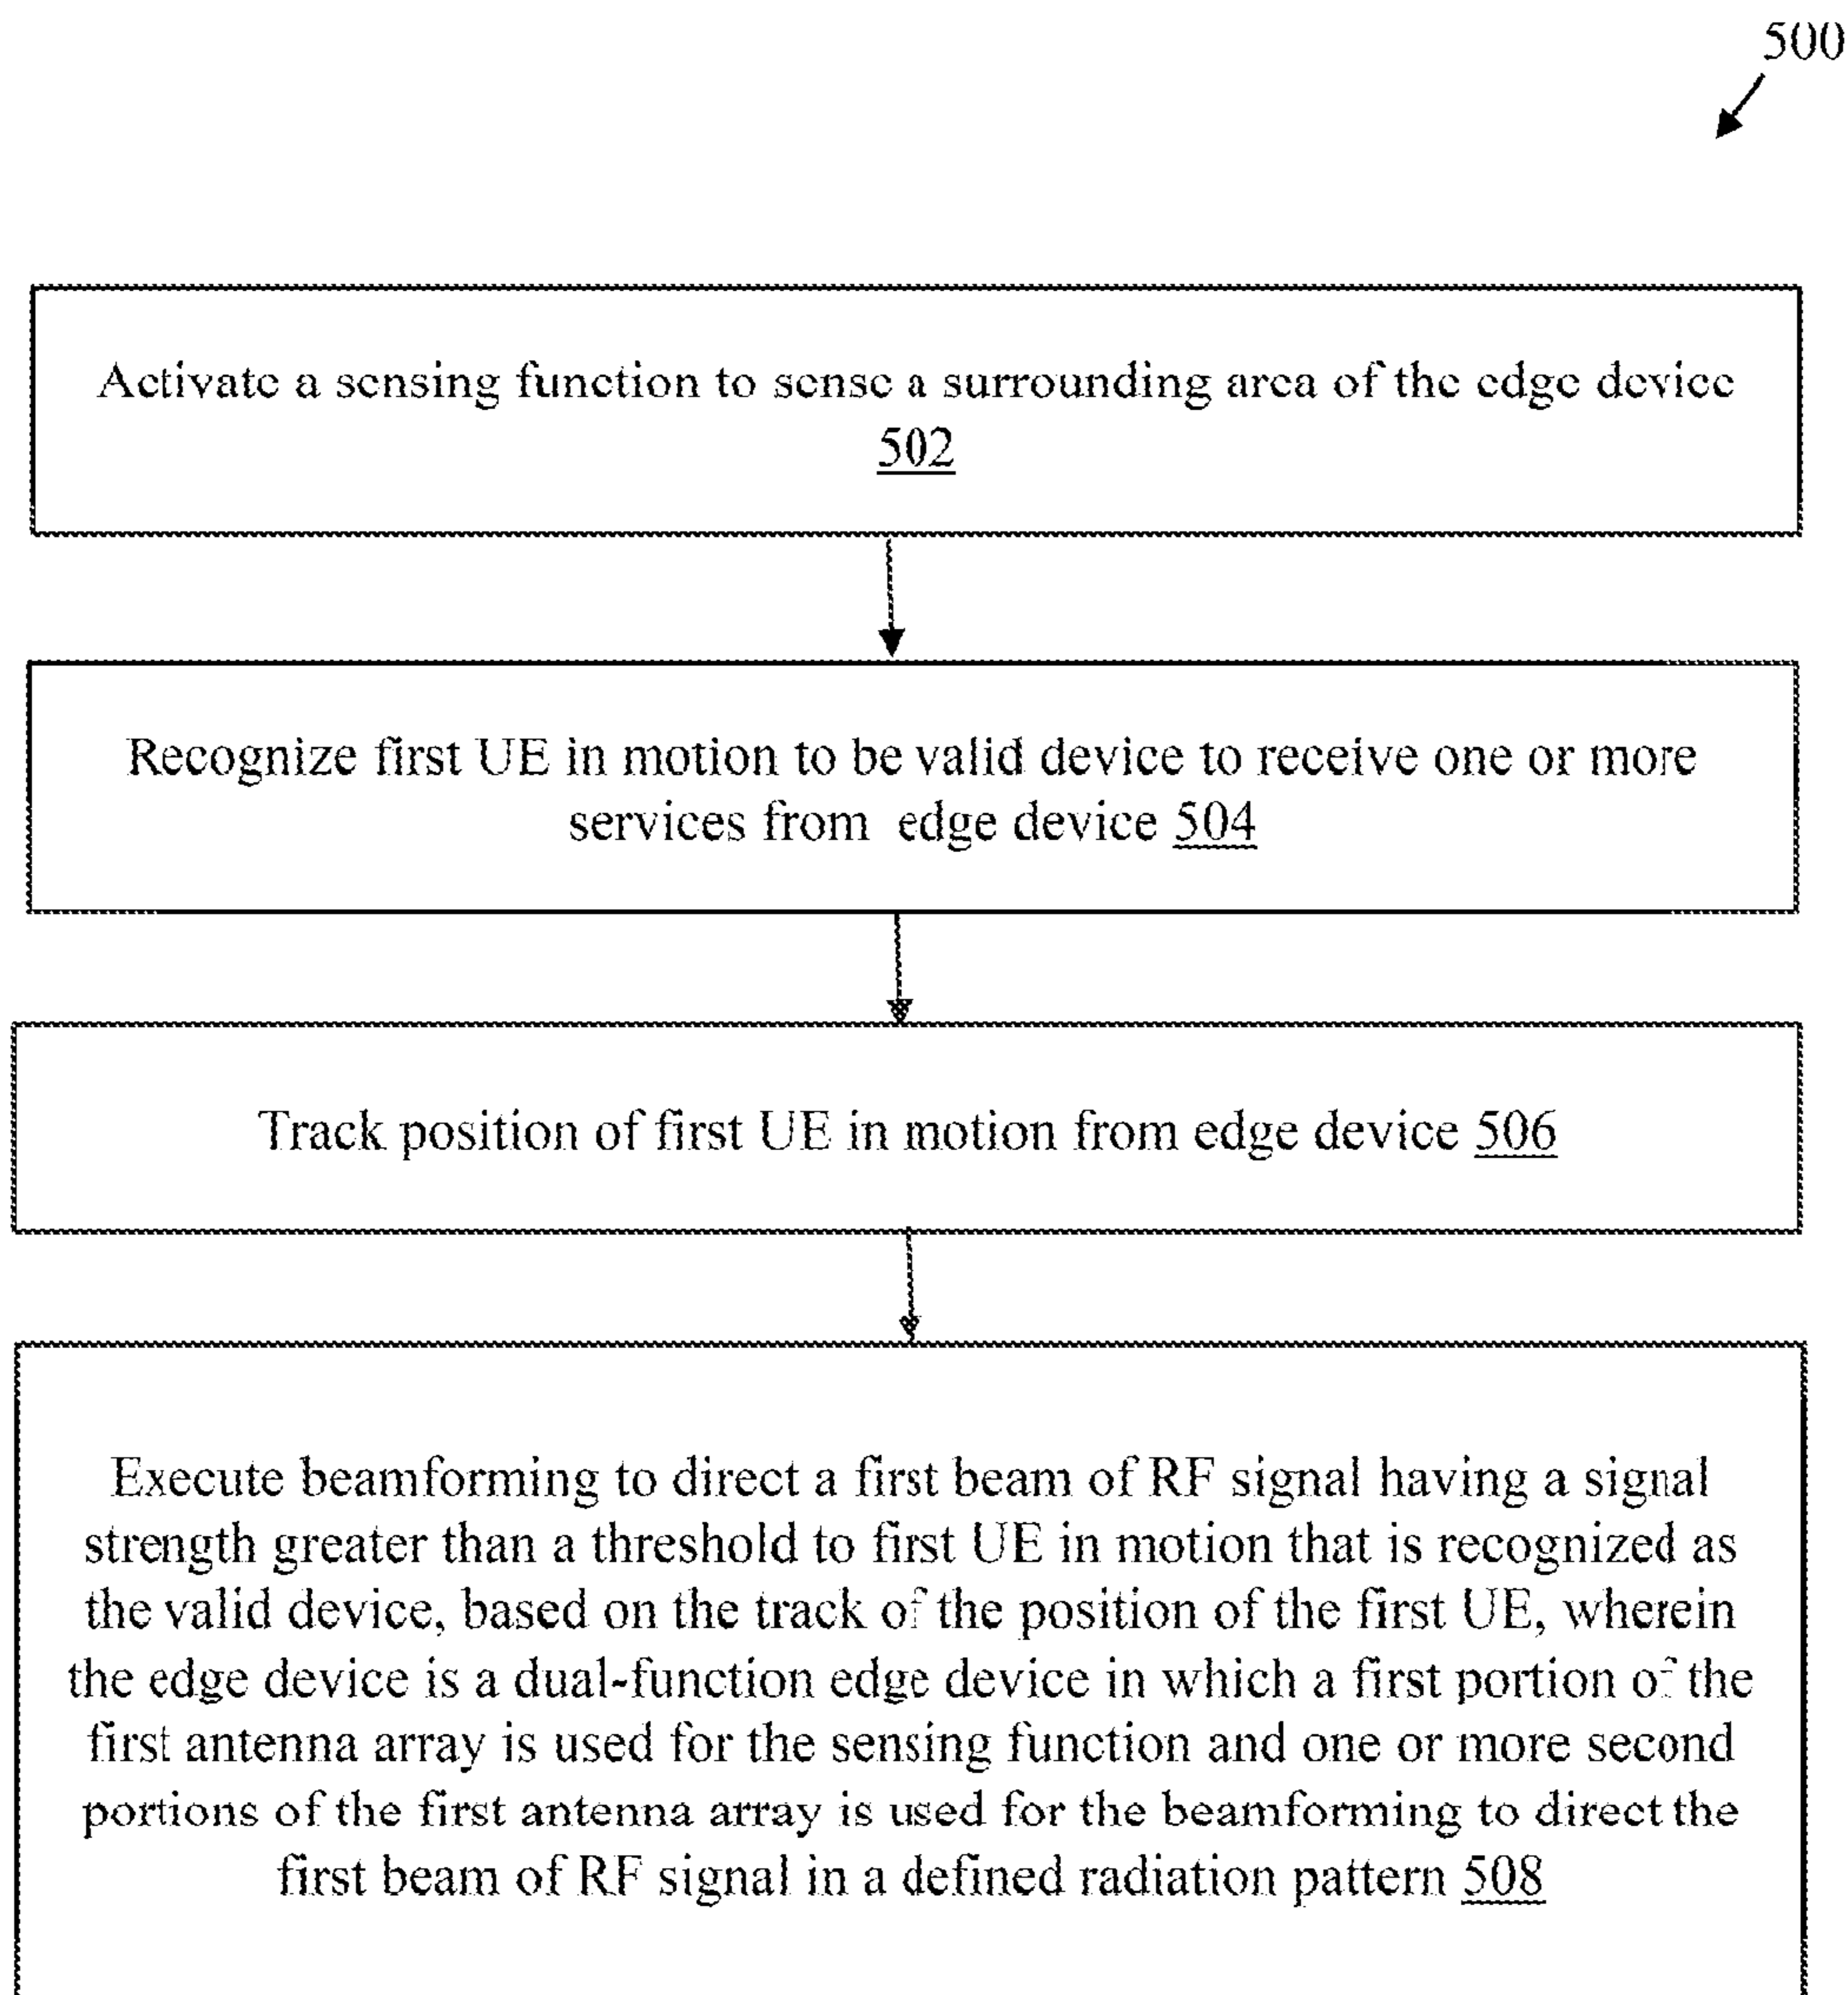 500
Activate a sensing function to sense a surrounding area of the edge device
502
Recognize first UE in motion to be valid device to receive one or more
services from edge device 504
Track position of first UE in motion from edge device 506
Execute beamforming to direct a first beam of RF signal having a signal
strength greater than a threshold to first UE in motion that is recognized as
the valid device, based on the track of the position of the first UE, wherein
the edge device is a dual-function edge device in which a first portion of the
first antenna array is used for the sensing function and one or more second
portions of the first antenna array is used for the beamforming to direct the
first beam of RF signal in a defined radiation pattern 508